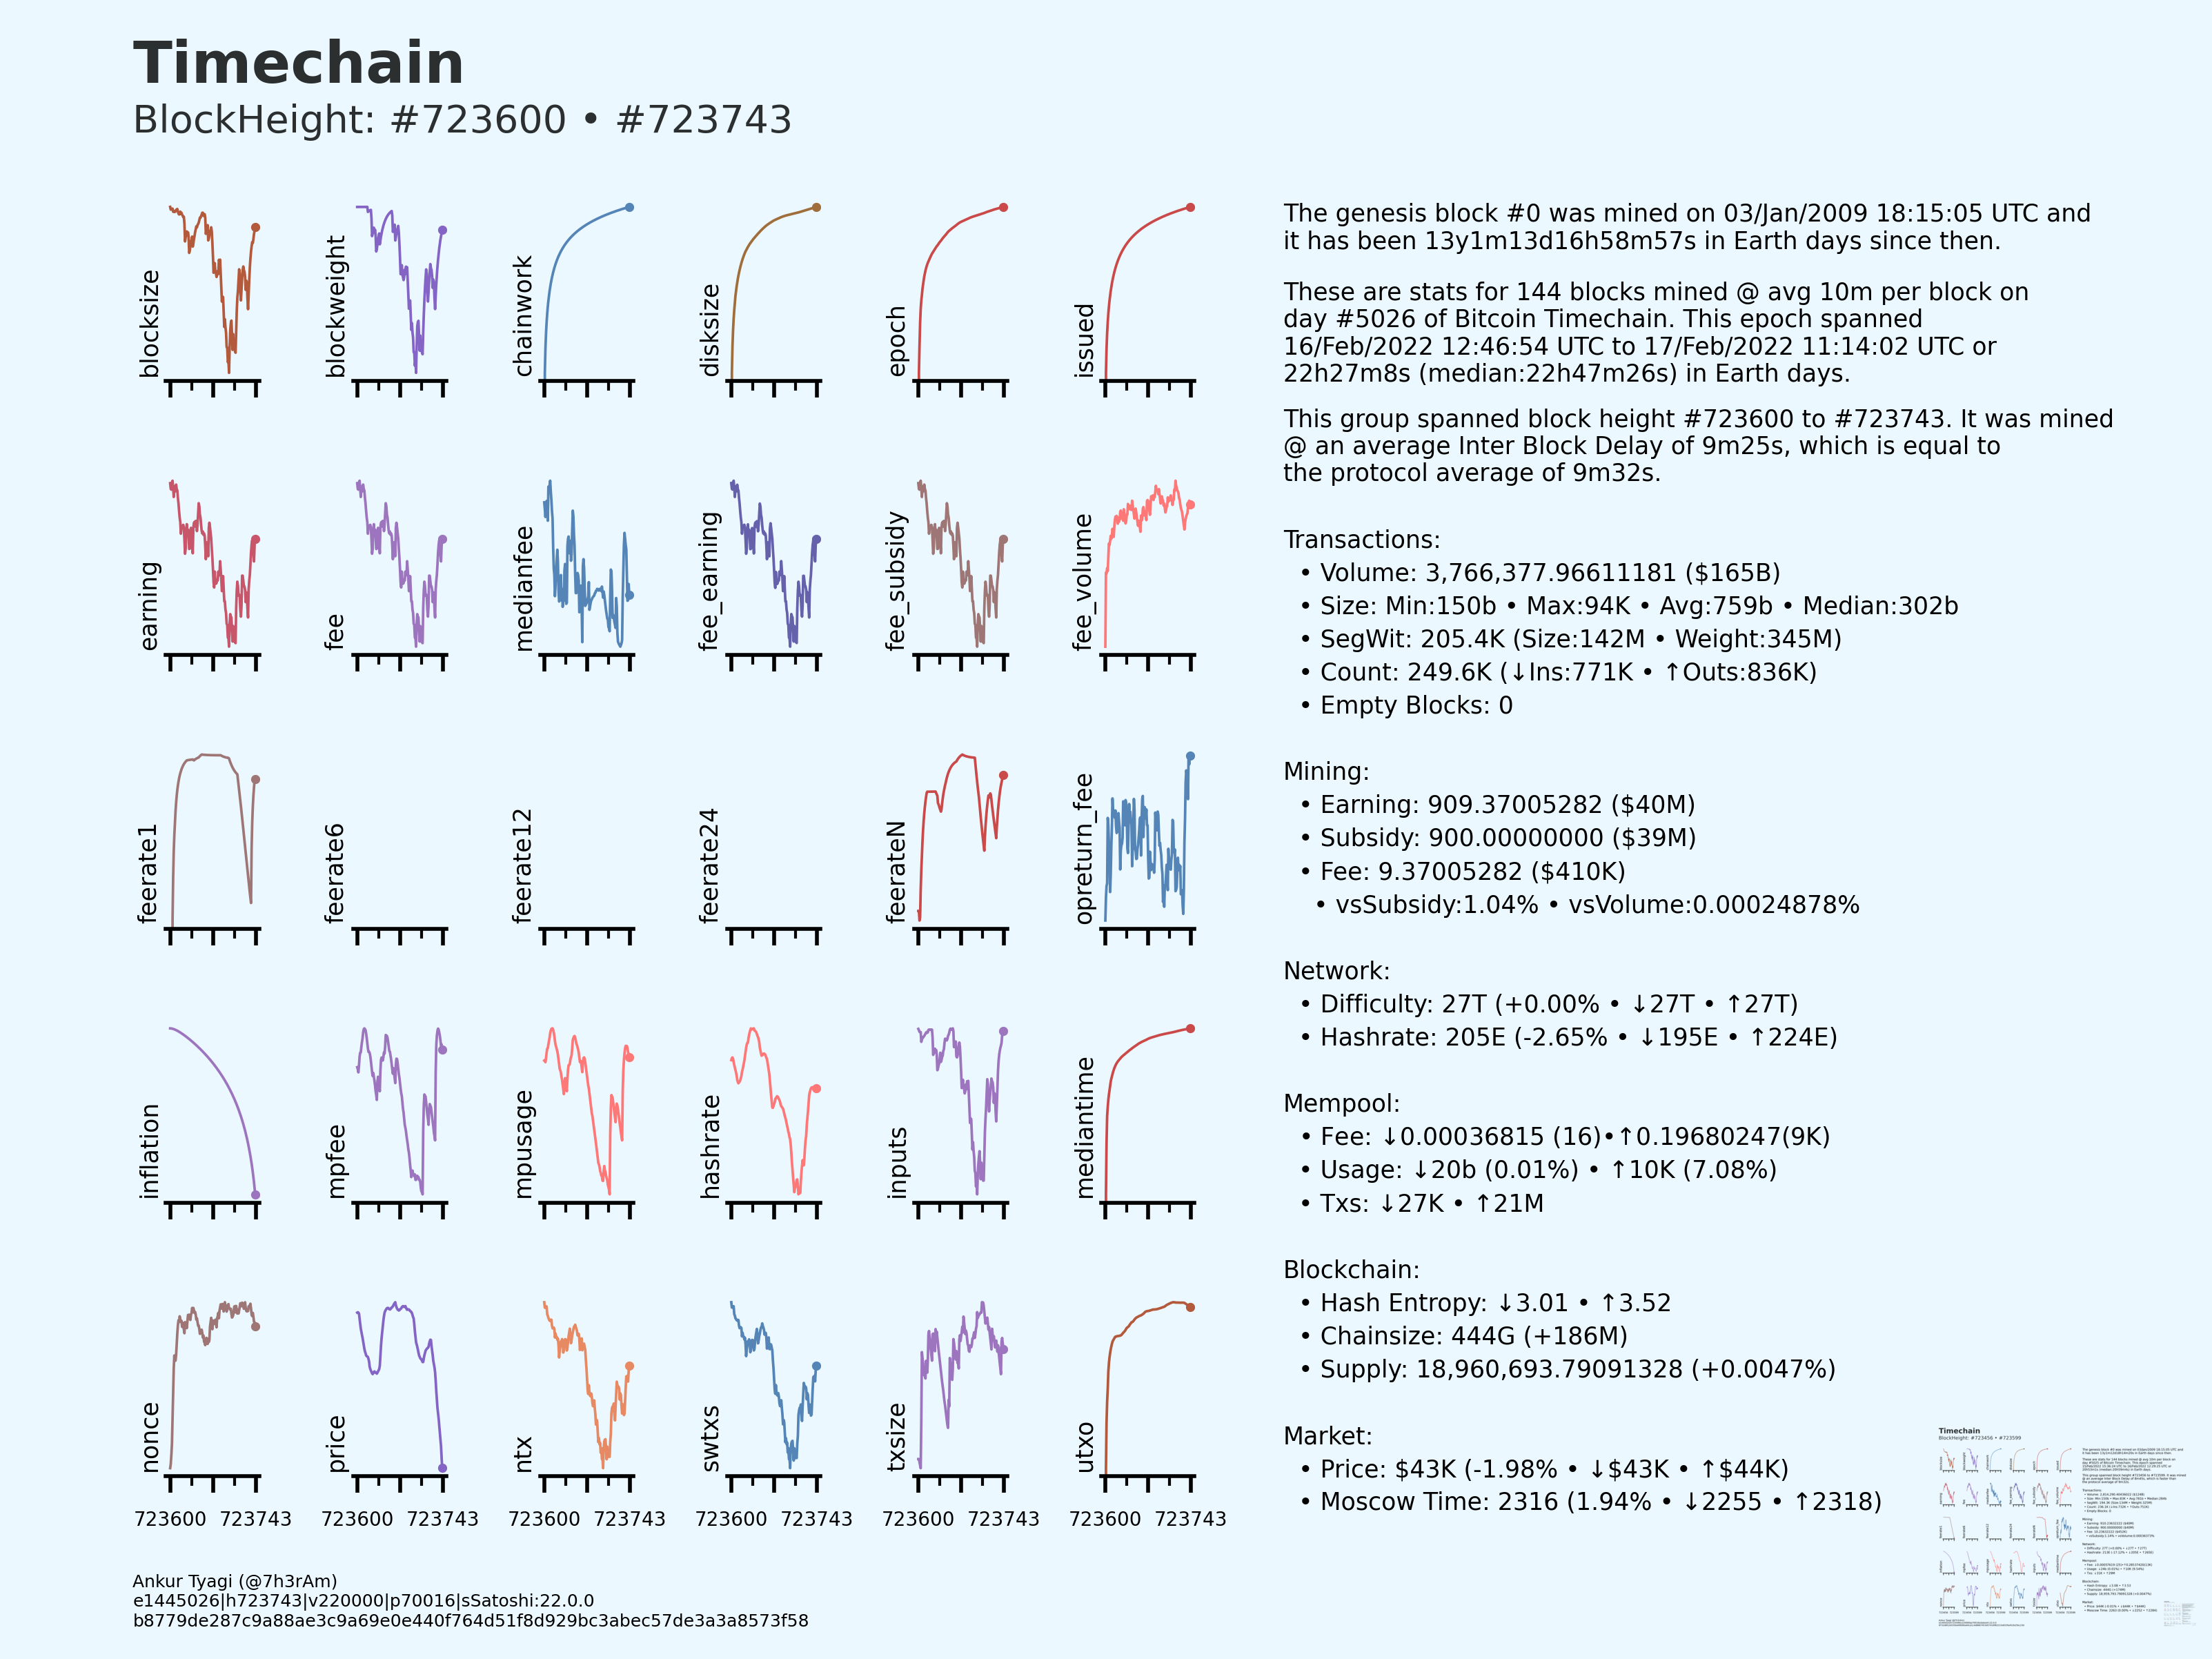 Timechain
BlockHeight: #723600 • #723743
blocksize
blockweight
chainwork
disksize
epoch
issued
earning
fee
medianfee
fee_earning
fee_subsidy
fee_volume
feerate1
feerate6
feerate12
feerate24
feerateN
opreturn_fee
inflation
mpfee
mpusage
hashrate
inputs
mediantime
nonce
price
ntx
swtxs
txsize
utxo
723600 723743 723600 723743 723600 723743 723600 723743 723600 723743 723600 723743
The genesis block #0 was mined on 03/Jan/2009 18:15:05 UTC and
it has been 13y1m13d16h58m57s in Earth days since then.
These are stats for 144 blocks mined @ avg 10m per block on
day #5026 of Bitcoin Timechain. This epoch spanned
16/Feb/2022 12:46:54 UTC to 17/Feb/2022 11:14:02 UTC or
22h27m8s (median:22h47m26s) in Earth days.
This group spanned block height #723600 to #723743. It was mined
@ an average Inter Block Delay of 9m25s, which is equal to
the protocol average of 9m32s.
Transactions:
• Volume: 3,766,377.96611181 ($165B)
• Size: Min:150b • Max:94K • Avg:759b • Median:302b
• SegWit: 205.4K (Size:142M • Weight:345M)
• Count: 249.6K (↓Ins:771K • ↑Outs:836K)
• Empty Blocks: 0
Mining:
• Earning: 909.37005282 ($40M)
• Subsidy: 900.00000000 ($39M)
• Fee: 9.37005282 ($410K)
• vsSubsidy:1.04% • vsVolume:0.00024878%
Network:
• Difficulty: 27T (+0.00% • ↓27T • ↑27T)
• Hashrate: 205E (-2.65% • ↓195E • ↑224E)
Mempool:
• Fee: ↓0.00036815 (16)•↑0.19680247(9K)
• Usage: ↓20b (0.01%) • ↑10K (7.08%)
• Txs: ↓27K • ↑21M
Blockchain:
• Hash Entropy: ↓3.01 • ↑3.52
• Chainsize: 444G (+186M)
• Supply: 18,960,693.79091328 (+0.0047%)
Market:
• Price: $43K (-1.98% • ↓$43K • ↑$44K)
• Moscow Time: 2316 (1.94% • ↓2255 • ↑2318)
Ankur Tyagi (@7h3rAm)
e1445026|h723743|v220000|p70016|sSatoshi:22.0.0
b8779de287c9a88ae3c9a69e0e440f764d51f8d929bc3abec57de3a3a8573f58
Timechain
BlockHeight: #723456 • #723599